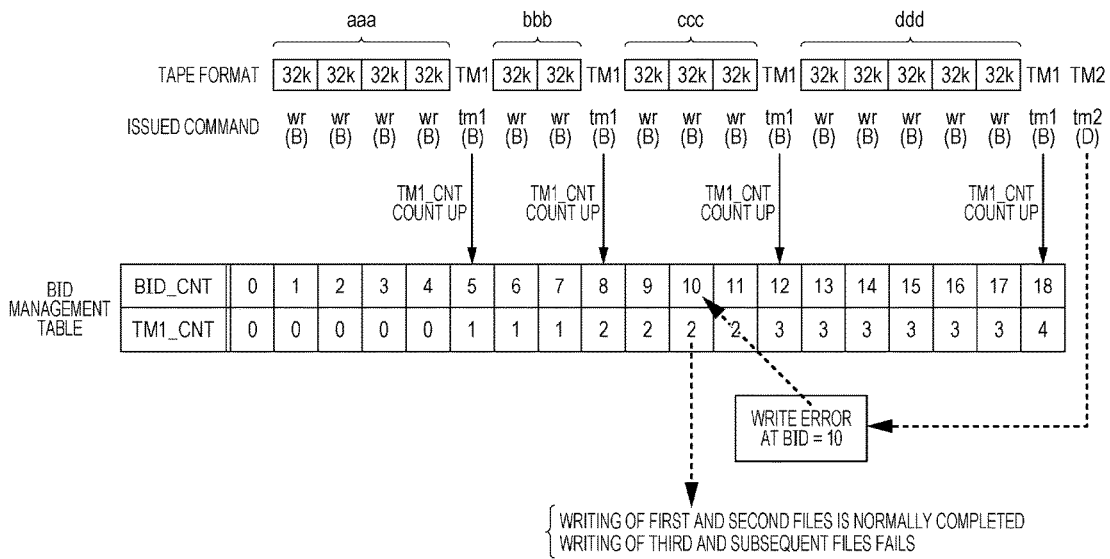 aaa bbb ccc ddd
TAPE FORMAT 32k 32k 32k 32k TM1 32k 32k TM1 32k 32k 32k TM1 32k 32k 32k 32k 32k TM1 TM2
ISSUED COMMAND wr (B) wr (B) wr (B) wr (B) tm1 (B) wr (B) wr (B) tm1 (B) wr (B) wr (B) wr (B) tm1 (B) wr (B) wr (B) wr (B) wr (B) wr (B) tm1 (B) tm2 (D)
TM1_CNT COUNT UP TM1_CNT COUNT UP TM1_CNT COUNT UP TM1_CNT COUNT UP
BID MANAGEMENT TABLE
BID_CNT 0 1 2 3 4 5 6 7 8 9 10 11 12 13 14 15 16 17 18
TM1_CNT 0 0 0 0 0 1 1 1 2 2 2 2 3 3 3 3 3 3 4
WRITE ERROR
AT BID = 10
WRITING OF FIRST AND SECOND FILES IS NORMALLY COMPLETED
WRITING OF THIRD AND SUBSEQUENT FILES FAILS